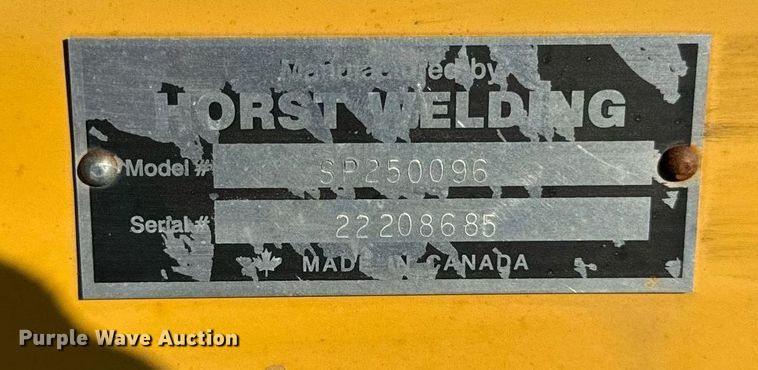 Manufactured by
HORST WELDING
Model # SP250096
Serial # 22208685
MADE IN CANADA
Purple Wave Auction